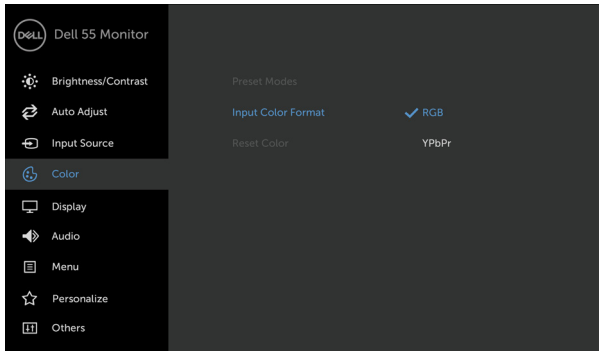 DELL Dell 55 Monitor
Brightness/Contrast
Auto Adjust
Input Source
Color
Display
Audio
Menu
Personalize
Others
Preset Modes
Input Color Format
Reset Color
RGB
YPbPr